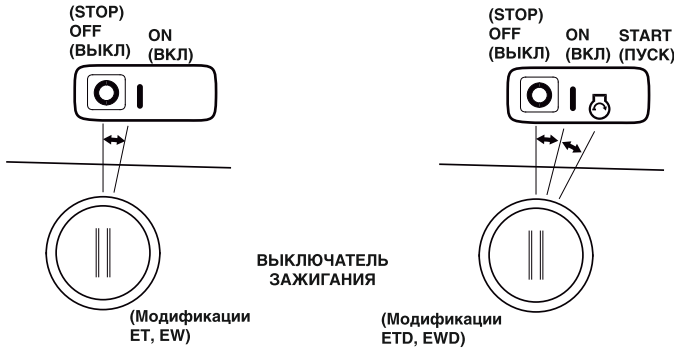 (STOP)
OFF
(ВЫКЛ)
ON
(ВКЛ)
(STOP)
OFF
(ВЫКЛ)
ON
(ВКЛ)
START
(ПУСК)
ВЫКЛЮЧАТЕЛЬ
ЗАЖИГАНИЯ
(Модификации
ET, EW)
(Модификации
ETD, EWD)